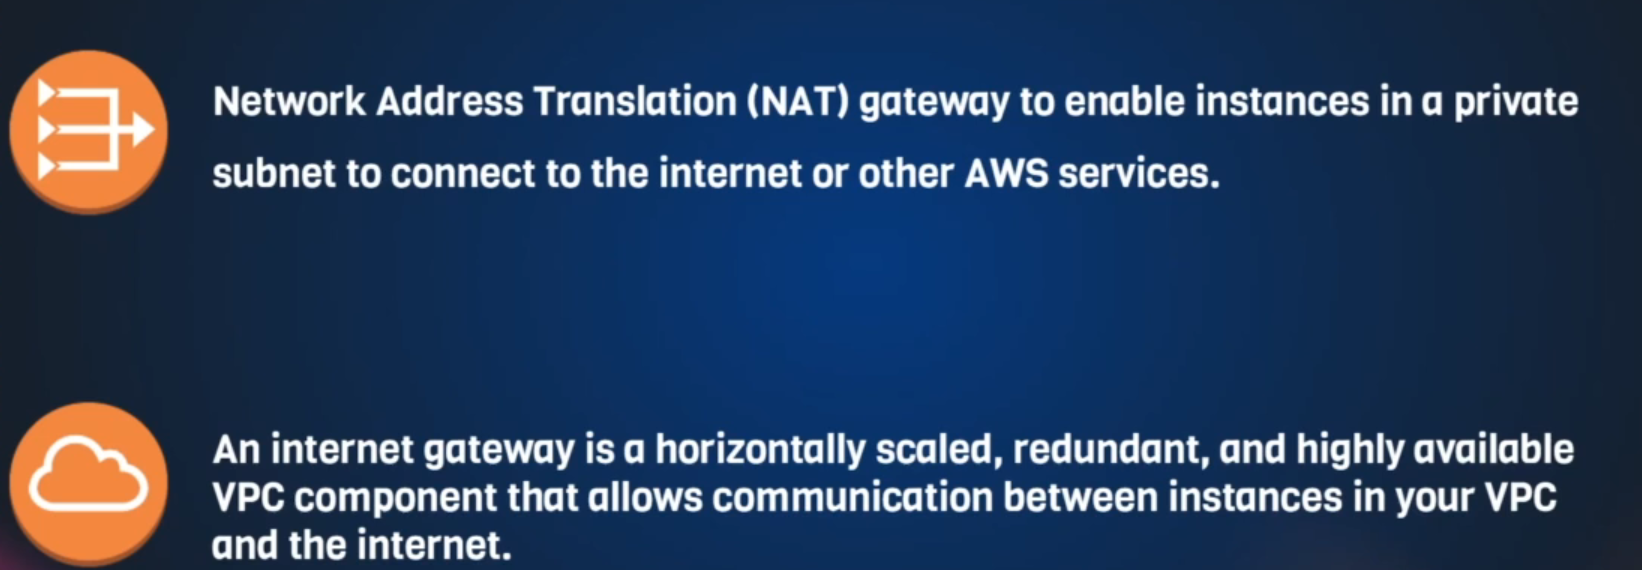 Network Address Translation (NAT) gateway to enable instances in a private
subnet to connect to the internet or other AWS services.
An internet gateway is a horizontally scaled, redundant, and highly available
VPC component that allows communication between instances in your VPC
and the internet.